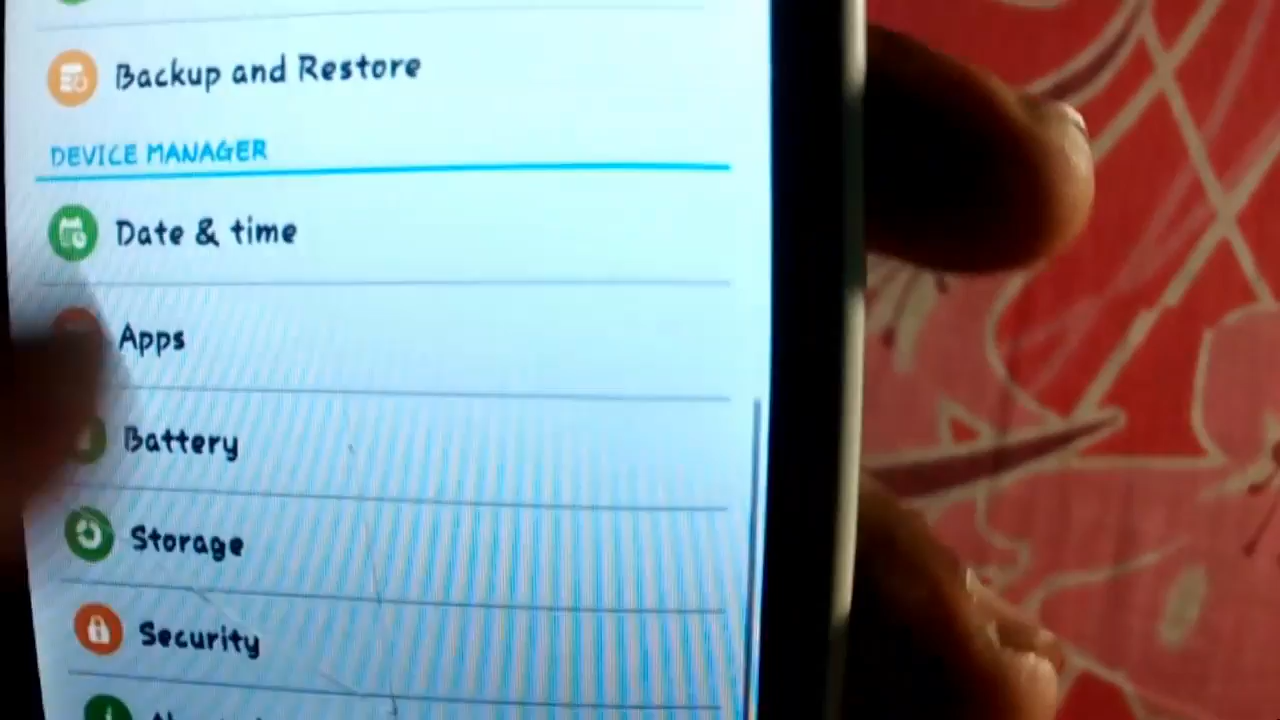 Backup and Restore
DEVICE MANAGER
Date & time
Apps
Battery
Storage
Security